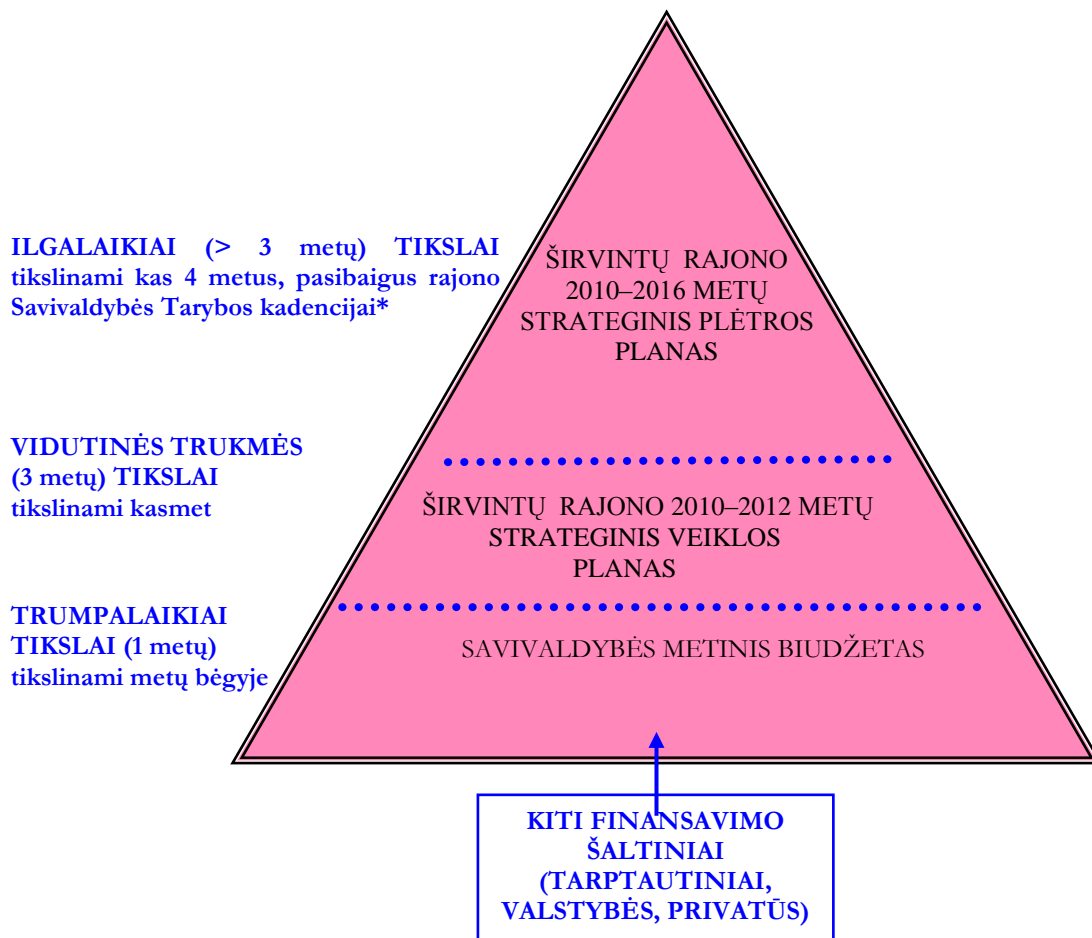 ILGALAIKIAI (> 3 metų) TIKSLAI
tikslinami kas 4 metus, pasibaigus rajono
Savivaldybės Tarybos kadencijai*
ŠIRVINTŲ RAJONO
2010–2016 METŲ
STRATEGINIS PLĖTROS
PLANAS
VIDUTINĖS TRUKMĖS
(3 metų) TIKSLAI
tikslinami kasmet
ŠIRVINTŲ RAJONO 2010–2012 METŲ
STRATEGINIS VEIKLOS
PLANAS
TRUMPALAIKIAI
TIKSLAI (1 metų)
tikslinami metų bėgyje
SAVIVALDYBĖS METINIS BIUDŽETAS
KITI FINANSAVIMO
ŠALTINIAI
(TARPTAUTINIAI,
VALSTYBĖS, PRIVATŪS)